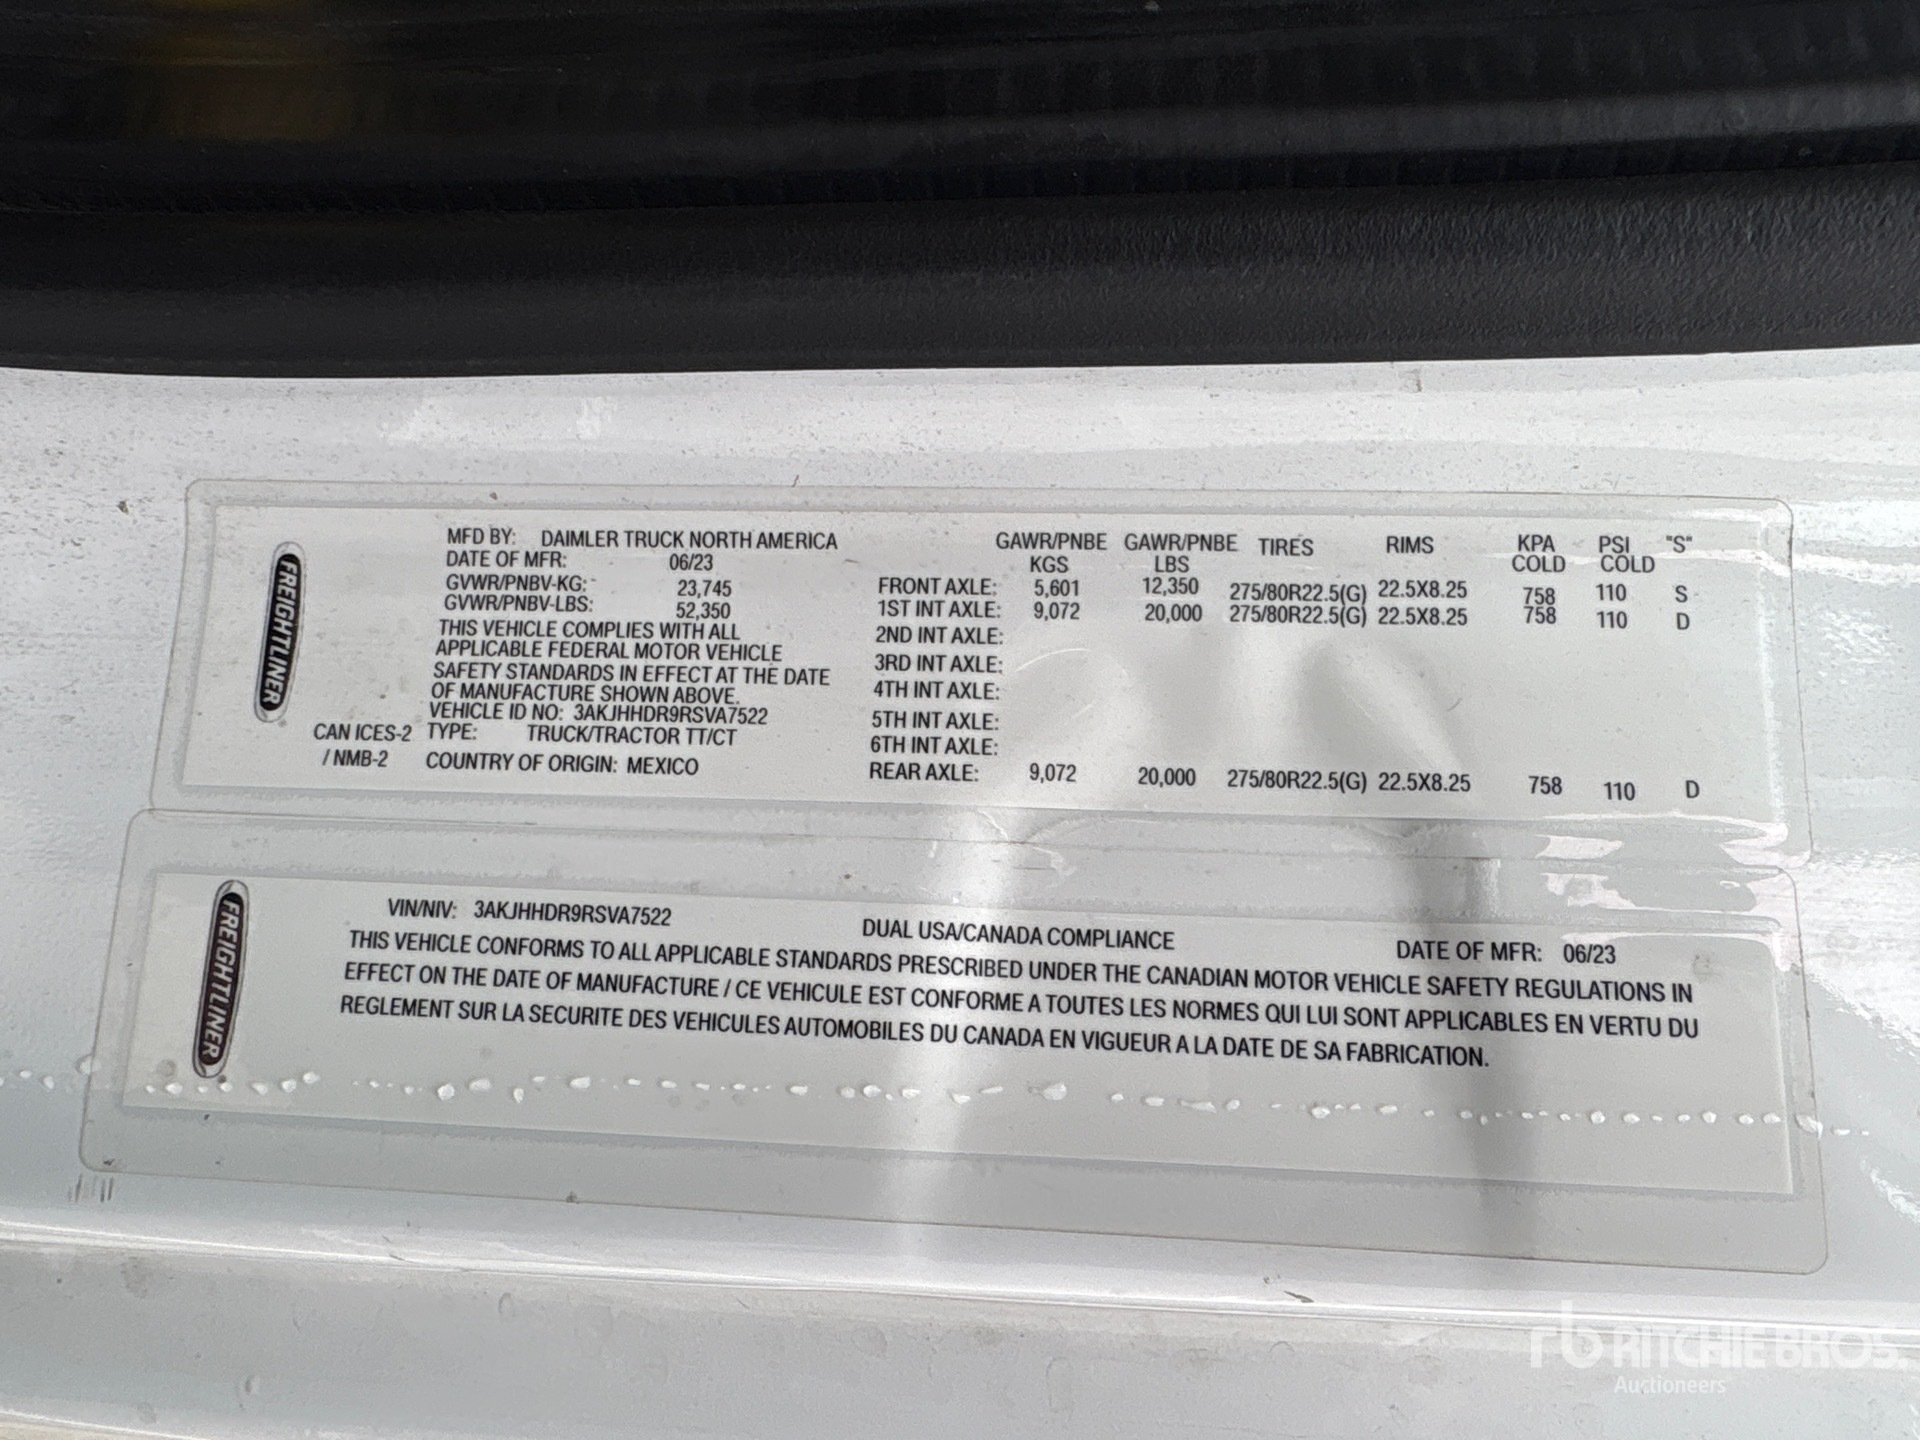 FREIGHTLINER
MFD BY: DAIMLER TRUCK NORTH AMERICA
DATE OF MFR: 06/23
GVWR/PNBV-KG: 23,745
GVWR/PNBV-LBS: 52,350
THIS VEHICLE COMPLIES WITH ALL
APPLICABLE FEDERAL MOTOR VEHICLE
SAFETY STANDARDS IN EFFECT AT THE DATE
OF MANUFACTURE SHOWN ABOVE.
VEHICLE ID NO: 3AKJHHDR9RSVA7522
CAN ICES-2 TYPE: TRUCK/TRACTOR TT/CT
/ NMB-2 COUNTRY OF ORIGIN: MEXICO
GAWR/PNBE GAWR/PNBE TIRES RIMS KPA PSI "S"
KGS LBS COLD COLD
FRONT AXLE: 5,601 12,350 275/80R22.5(G) 22.5X8.25 758 110 S
1ST INT AXLE: 9,072 20,000 275/80R22.5(G) 22.5X8.25 758 110 D
2ND INT AXLE:
3RD INT AXLE:
4TH INT AXLE:
5TH INT AXLE:
6TH INT AXLE:
REAR AXLE: 9,072 20,000 275/80R22.5(G) 22.5X8.25 758 110 D
FREIGHTLINER
VIN/NIV: 3AKJHHDR9RSVA7522 DUAL USA/CANADA COMPLIANCE DATE OF MFR: 06/23
THIS VEHICLE CONFORMS TO ALL APPLICABLE STANDARDS PRESCRIBED UNDER THE CANADIAN MOTOR VEHICLE SAFETY REGULATIONS IN
EFFECT ON THE DATE OF MANUFACTURE / CE VEHICULE EST CONFORME A TOUTES LES NORMES QUI LUI SONT APPLICABLES EN VERTU DU
REGLEMENT SUR LA SECURITE DES VEHICULES AUTOMOBILES DU CANADA EN VIGUEUR A LA DATE DE SA FABRICATION.
rb RITCHIE BROS.
Auctioneers